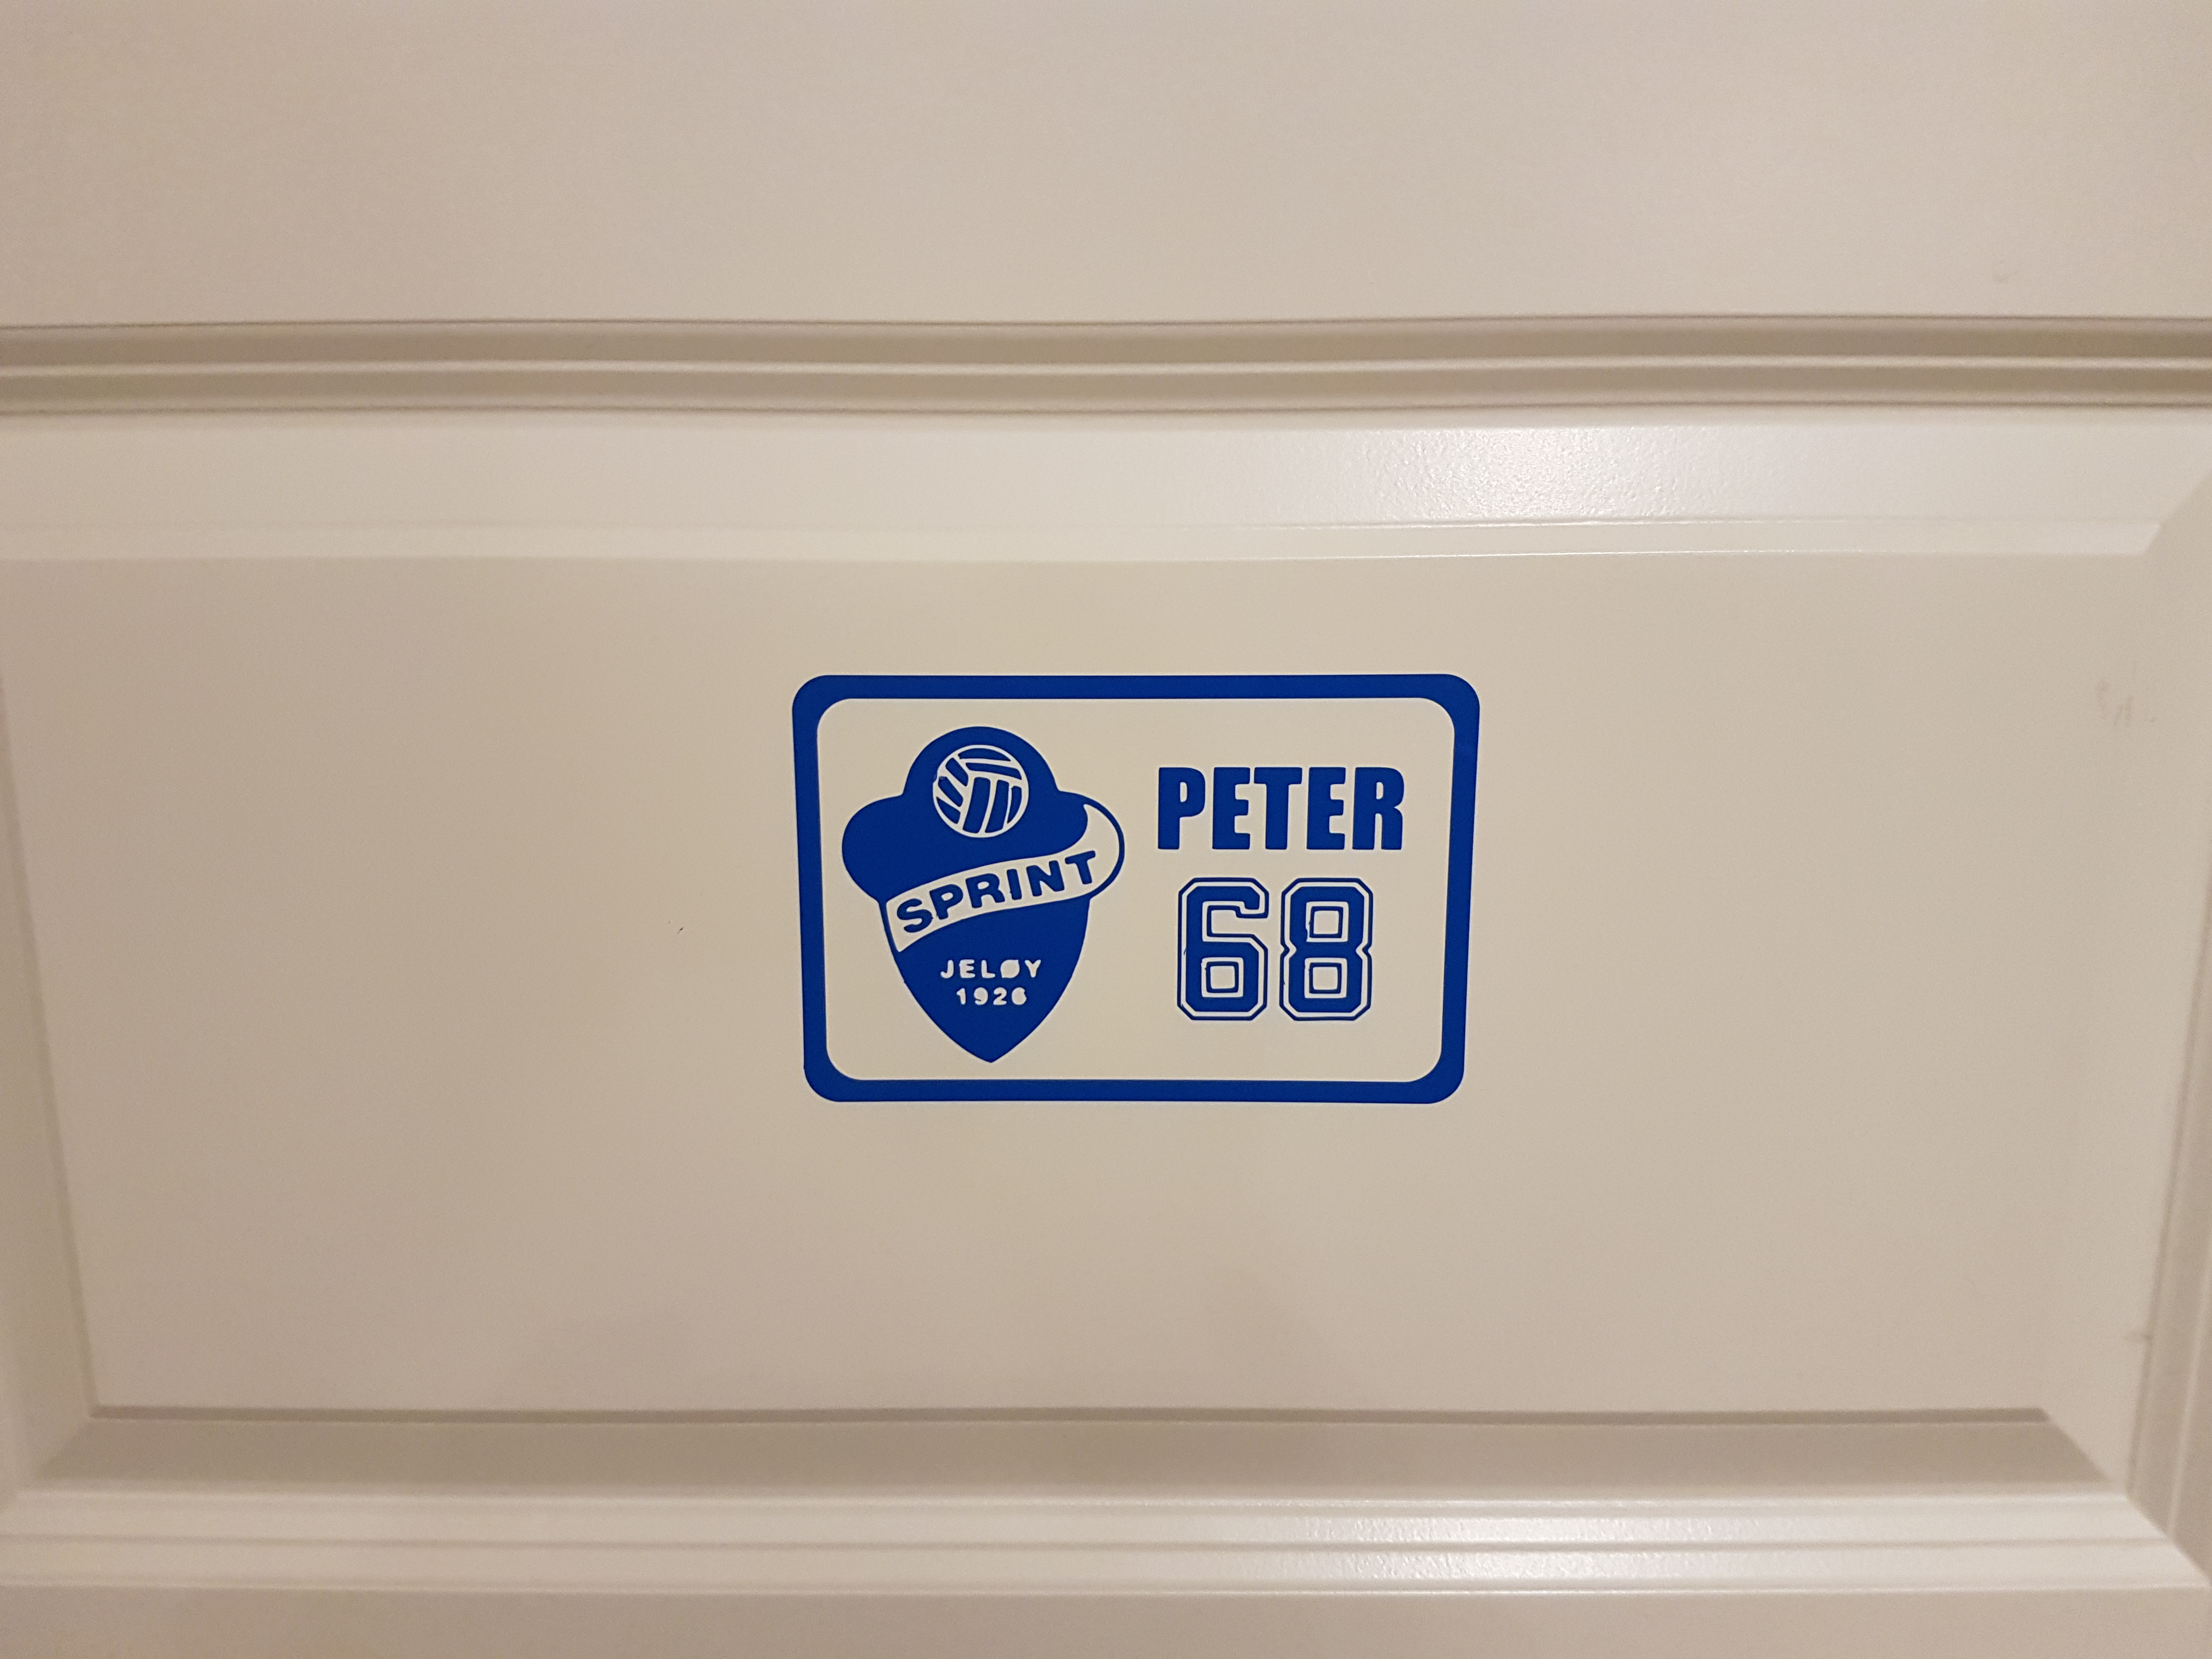 SPRINT
JELØY
1926
PETER
68